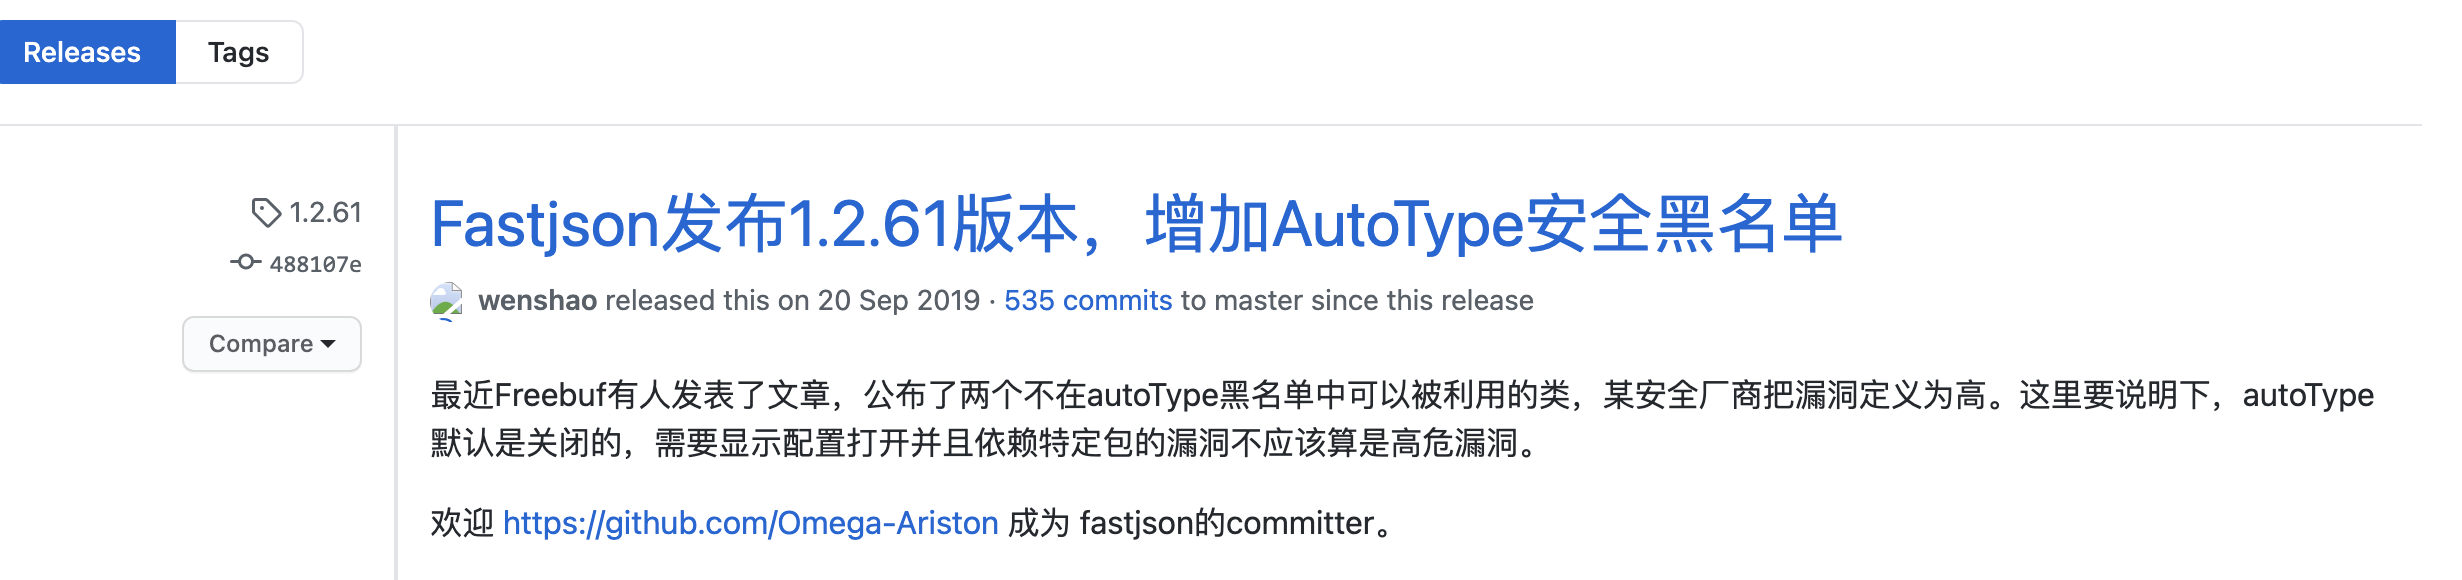 Releases Tags
1.2.61
488107e
Compare
Fastjson发布1.2.61版本，增加AutoType安全黑名单
wenshao released this on 20 Sep 2019 · 535 commits to master since this release
最近Freebuf有人发表了文章，公布了两个不在autoType黑名单中可以被利用的类，某安全厂商把漏洞定义为高。这里要说明下，autoType
默认是关闭的，需要显示配置打开并且依赖特定包的漏洞不应该算是高危漏洞。
欢迎 https://github.com/Omega-Ariston 成为 fastjson的committer。